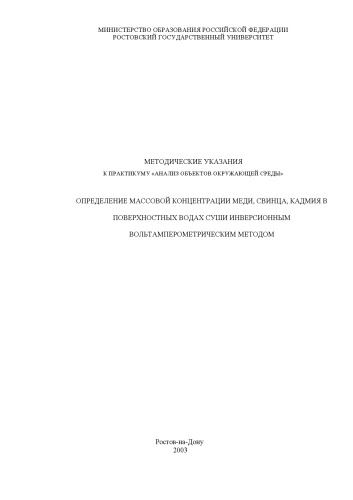 МИНИСТЕРСТВО ОБРАЗОВАНИЯ РОССИЙСКОЙ ФЕДЕРАЦИИ
РОСТОВСКИЙ ГОСУДАРСТВЕННЫЙ УНИВЕРСИТЕТ
МЕТОДИЧЕСКИЕ УКАЗАНИЯ
К ПРАКТИКУМУ «АНАЛИЗ ОБЪЕКТОВ ОКРУЖАЮЩЕЙ СРЕДЫ»
ОПРЕДЕЛЕНИЕ МАССОВОЙ КОНЦЕНТРАЦИИ МЕДИ, СВИНЦА, КАДМИЯ В
ПОВЕРХНОСТНЫХ ВОДАХ СУШИ ИНВЕРСИОННЫМ
ВОЛЬТАМПЕРОМЕТРИЧЕСКИМ МЕТОДОМ
Ростов-на-Дону
2003